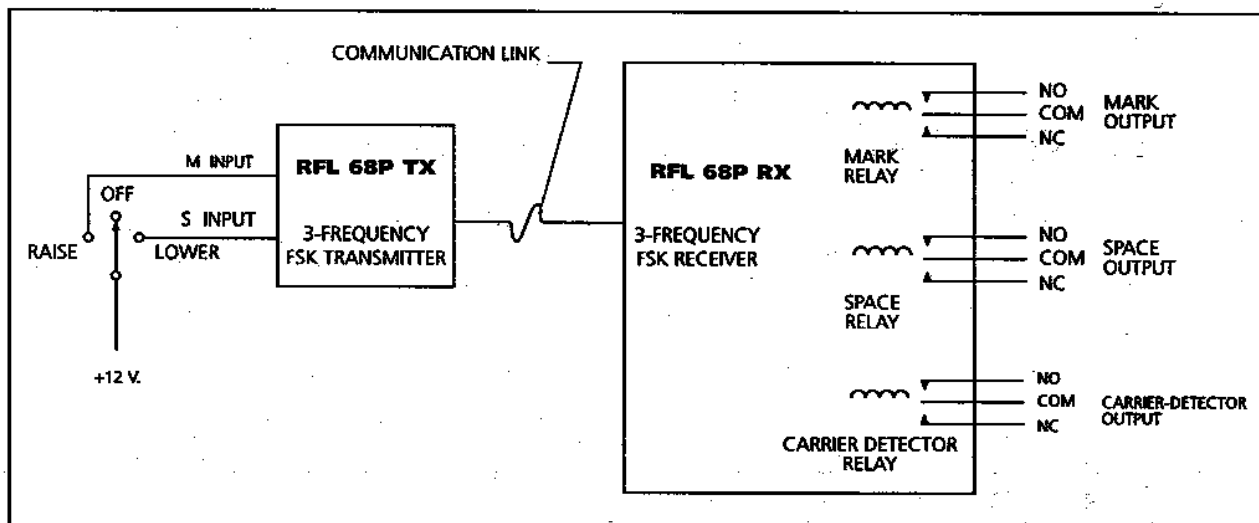 COMMUNICATION LINK
M INPUT
OFF
S INPUT
RAISE
LOWER
+12 V.
RFL 68P TX
3-FREQUENCY
FSK TRANSMITTER
RFL 68P RX
3-FREQUENCY
FSK RECEIVER
MARK
RELAY
NO
COM
NC
MARK
OUTPUT
SPACE
RELAY
NO
COM
NC
SPACE
OUTPUT
CARRIER DETECTOR
RELAY
NO
COM
NC
CARRIER-DETECTOR
OUTPUT